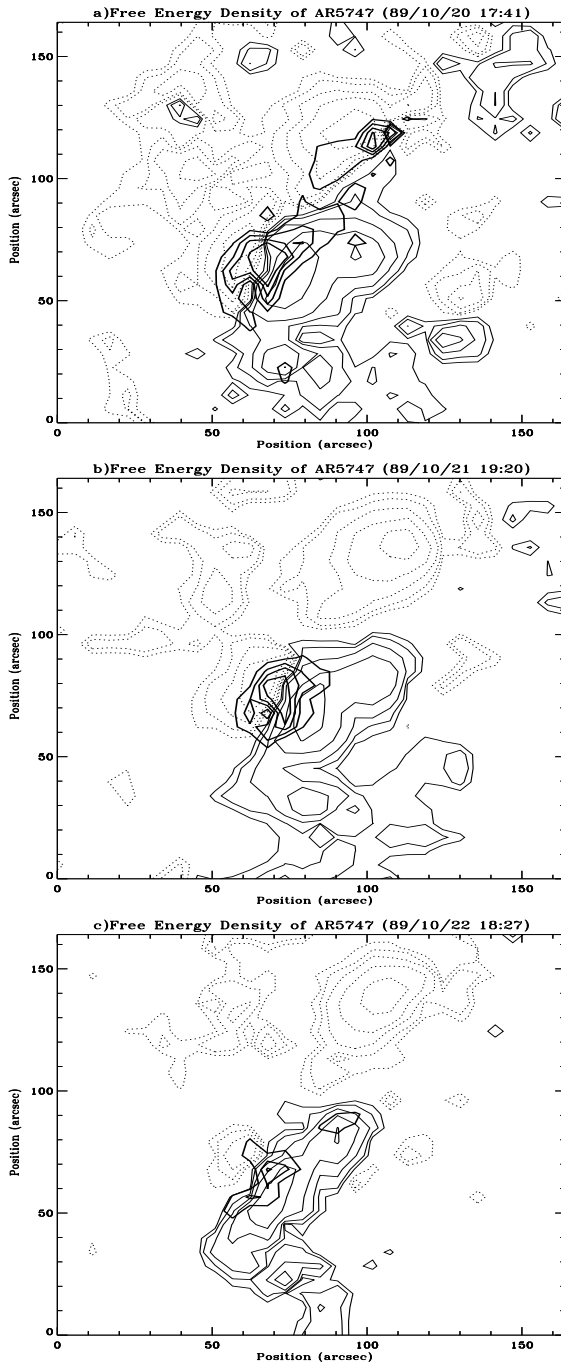 a)Free Energy Density of AR5747 (89/10/20 17:41)
150
100
50
0
Position (arcsec)
0 50 100 150
Position (arcsec)
b)Free Energy Density of AR5747 (89/10/21 19:20)
150
100
50
0
Position (arcsec)
0 50 100 150
Position (arcsec)
c)Free Energy Density of AR5747 (89/10/22 18:27)
150
100
50
0
Position (arcsec)
0 50 100 150
Position (arcsec)